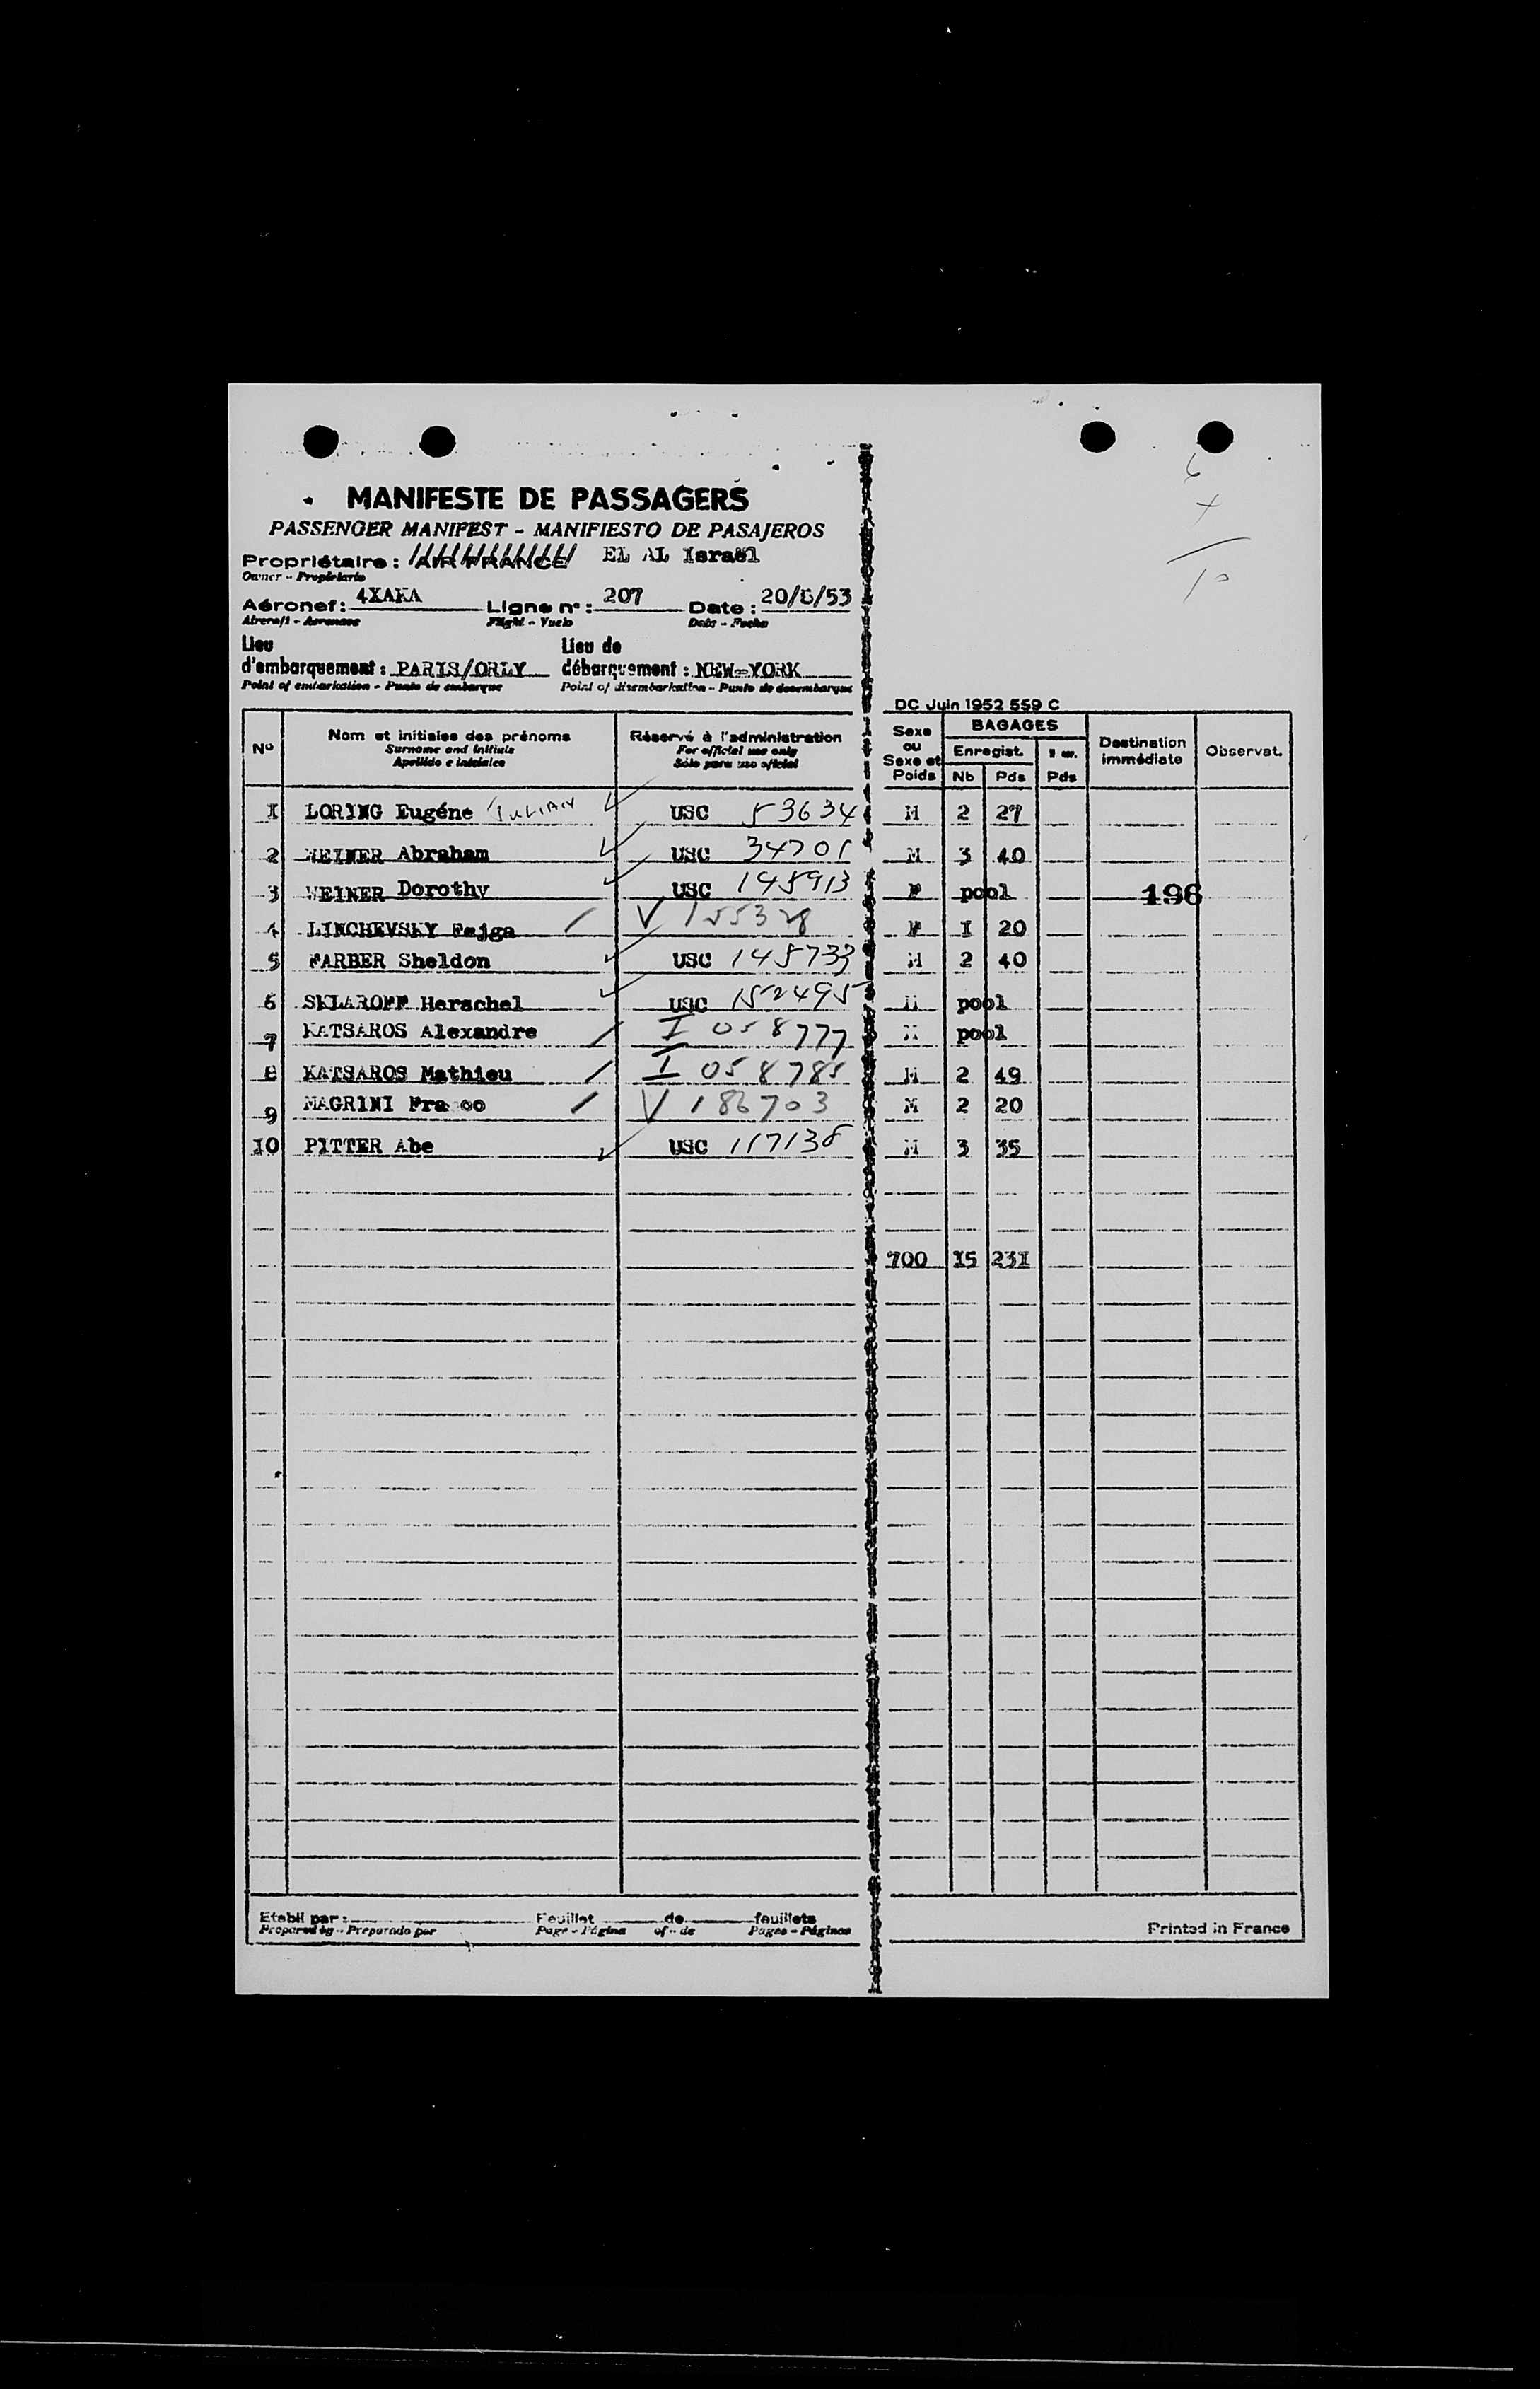 MANIFESTE DE PASSAGERS
PASSENGER MANIFEST - MANIFIESTO DE PASAJEROS
Propriétaire : AIR FRANCE EL AL Israël
Owner - Propietario
Aéronef : 4XAKA Ligne n° : 207 Date : 20/8/53
Aircraft - Aeronave Flight - Vuelo Date - Fecha
Lieu d'embarquement : PARIS/ORLY Lieu de débarquement : NEW-YORK
Point of embarkation - Punto de embarque Point of disembarkation - Punto de desembarque
DC Juin 1952 559 C
N° Nom et initiales des prénoms Réservé à l'administration Sexe ou Sexe et Poids BAGAGES Enregist. Nb Pds Pds Destination immédiate Observat.
Surname and initials For official use only
Apellido e iniciales Sólo para uso oficial
I LORING Eugéne JULIAN USC 53634 M 2 27
2 WEINER Abraham USC 34701 M 3 40
3 WEINER Dorothy USC 145913 F pool 196
4 LINCHEVSKY Fejga V 155328 F I 20
5 FARBER Sheldon USC 145733 M 2 40
6 SKLAROFF Herschel USC 152495 M pool
7 KATSAROS Alexandre I 058777 M pool
8 KATSAROS Mathieu I 058785 M 2 49
9 MAGRINI V 186703 M 2 20
IO PITTER Abe USC 117138 M 3 35
700 I5 23I
Etabli par : Feuillet de feuillets
Prepared by - Preparado por Page - Página of - de Pages - Páginas
Printed in France